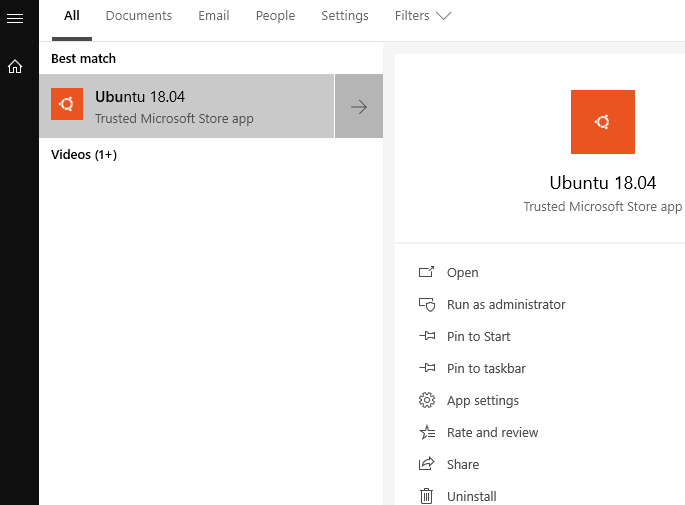 All Documents Email People Settings Filters
Best match
Ubuntu 18.04
Trusted Microsoft Store app
Videos (1+)
Ubuntu 18.04
Trusted Microsoft Store app
Open
Run as administrator
Pin to Start
Pin to taskbar
App settings
Rate and review
Share
Uninstall